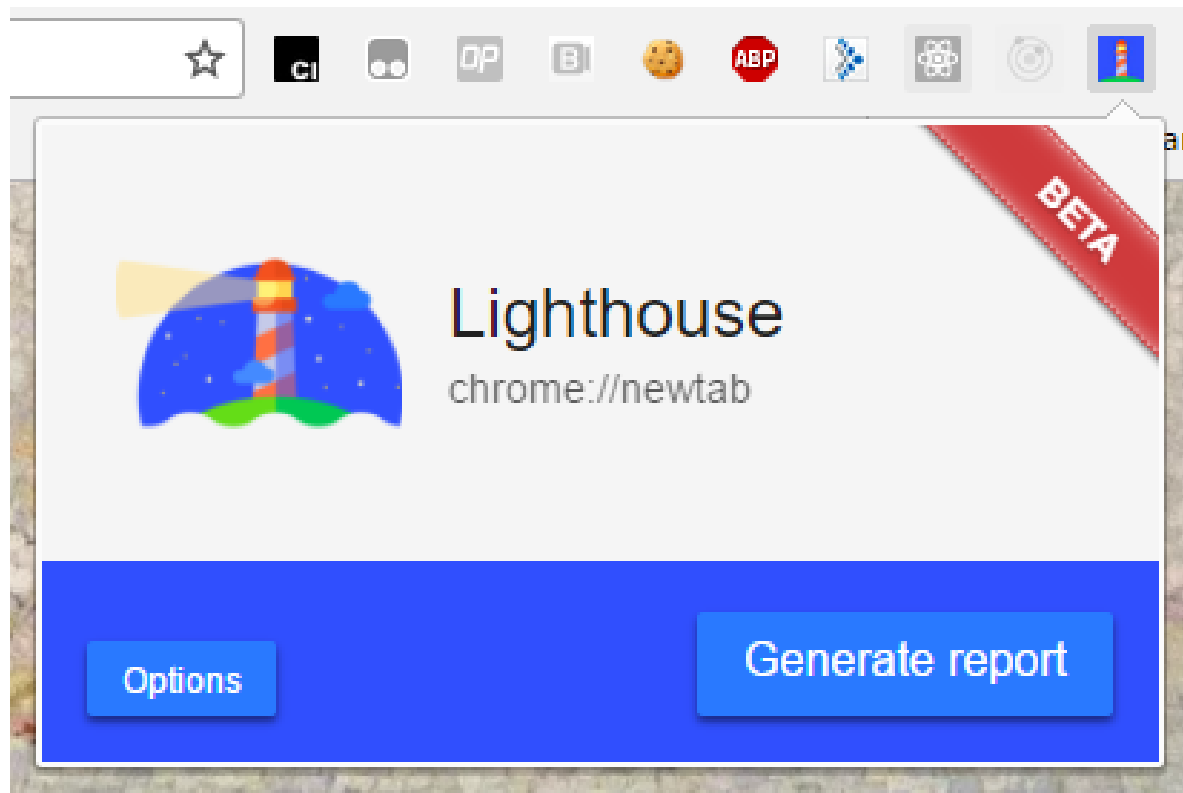 CI
OP
B
ABP
BETA
Lighthouse
chrome://newtab
Options
Generate report